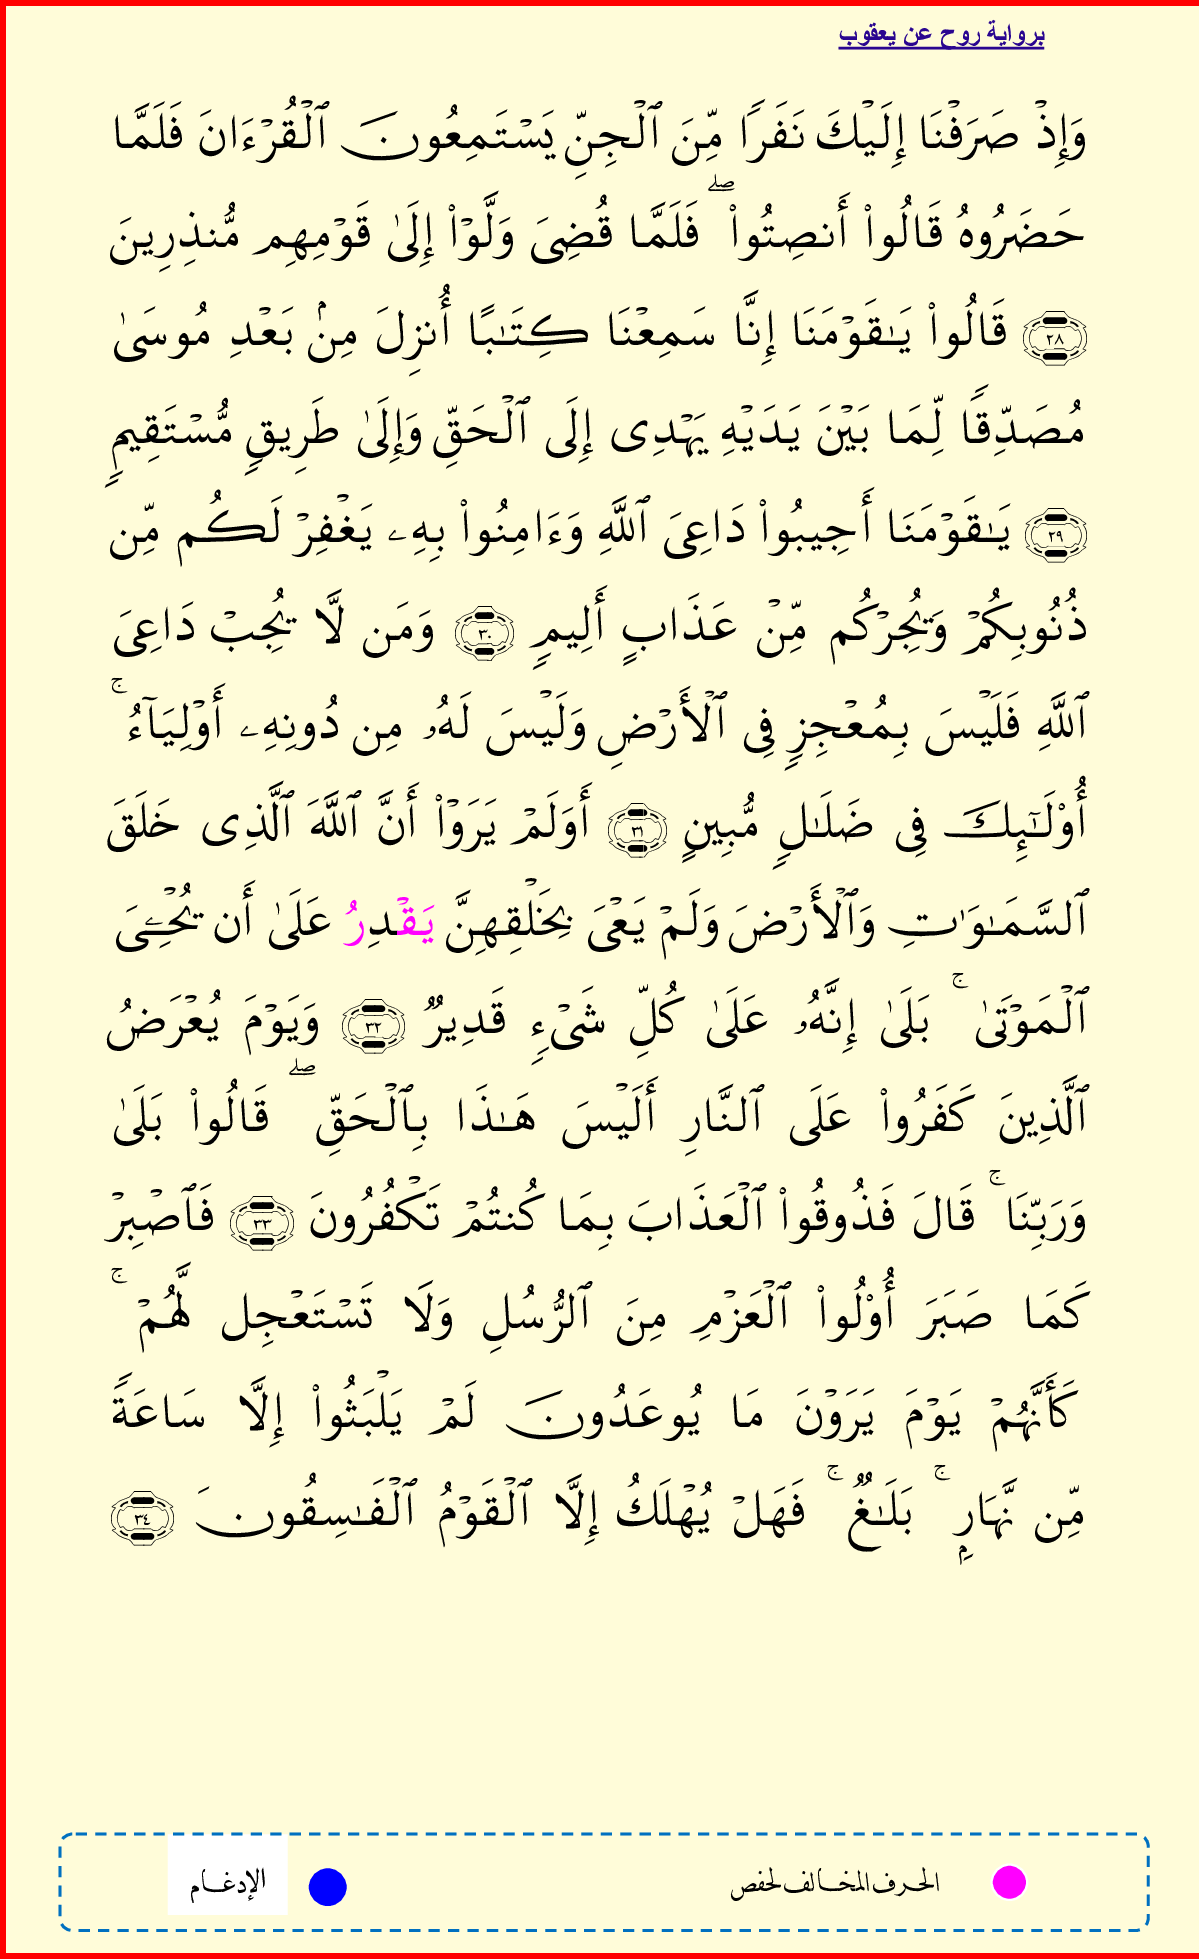 برواية روح عن يعقوب
وَإِذۡ صَرَفۡنَآ إِلَيۡكَ نَفَرٗا مِّنَ ٱلۡجِنِّ يَسۡتَمِعُونَ ٱلۡقُرۡءَانَ فَلَمَّا
حَضَرُوهُ قَالُوٓاْ أَنصِتُواْۖ فَلَمَّا قُضِيَ وَلَّوۡاْ إِلَىٰ قَوۡمِهِم مُّنذِرِينَ
٢٨ قَالُواْ يَٰقَوۡمَنَآ إِنَّا سَمِعۡنَا كِتَٰبًا أُنزِلَ مِنۢ بَعۡدِ مُوسَىٰ
مُصَدِّقٗا لِّمَا بَيۡنَ يَدَيۡهِ يَهۡدِيٓ إِلَى ٱلۡحَقِّ وَإِلَىٰ طَرِيقٖ مُّسۡتَقِيمٖ
٢٩ يَٰقَوۡمَنَآ أَجِيبُواْ دَاعِيَ ٱللَّهِ وَءَامِنُواْ بِهِۦ يَغۡفِرۡ لَكُم مِّن
ذُنُوبِكُمۡ وَيُجِرۡكُم مِّنۡ عَذَابٍ أَلِيمٖ ٣٠ وَمَن لَّا يُجِبۡ دَاعِيَ
ٱللَّهِ فَلَيۡسَ بِمُعۡجِزٖ فِي ٱلۡأَرۡضِ وَلَيۡسَ لَهُۥ مِن دُونِهِۦٓ أَوۡلِيَآءُۚ
أُوْلَٰٓئِكَ فِي ضَلَٰلٖ مُّبِينٍ ٣١ أَوَلَمۡ يَرَوۡاْ أَنَّ ٱللَّهَ ٱلَّذِي خَلَقَ
ٱلسَّمَٰوَٰتِ وَٱلۡأَرۡضَ وَلَمۡ يَعۡيَ بِخَلۡقِهِنَّ يَقۡدِرُ عَلَىٰٓ أَن يُحۡـِۧيَ
ٱلۡمَوۡتَىٰۚ بَلَىٰٓ إِنَّهُۥ عَلَىٰ كُلِّ شَيۡءٖ قَدِيرٞ ٣٢ وَيَوۡمَ يُعۡرَضُ
ٱلَّذِينَ كَفَرُواْ عَلَى ٱلنَّارِ أَلَيۡسَ هَٰذَا بِٱلۡحَقِّۖ قَالُواْ بَلَىٰ
وَرَبِّنَاۚ قَالَ فَذُوقُواْ ٱلۡعَذَابَ بِمَا كُنتُمۡ تَكۡفُرُونَ ٣٣ فَٱصۡبِرۡ
كَمَا صَبَرَ أُوْلُواْ ٱلۡعَزۡمِ مِنَ ٱلرُّسُلِ وَلَا تَسۡتَعۡجِل لَّهُمۡۚ
كَأَنَّهُمۡ يَوۡمَ يَرَوۡنَ مَا يُوعَدُونَ لَمۡ يَلۡبَثُوٓاْ إِلَّا سَاعَةٗ
مِّن نَّهَارِۭۚ بَلَٰغٞۚ فَهَلۡ يُهۡلَكُ إِلَّا ٱلۡقَوۡمُ ٱلۡفَٰسِقُونَ ٣٤
الحرف المخالف لحفص الإدغام